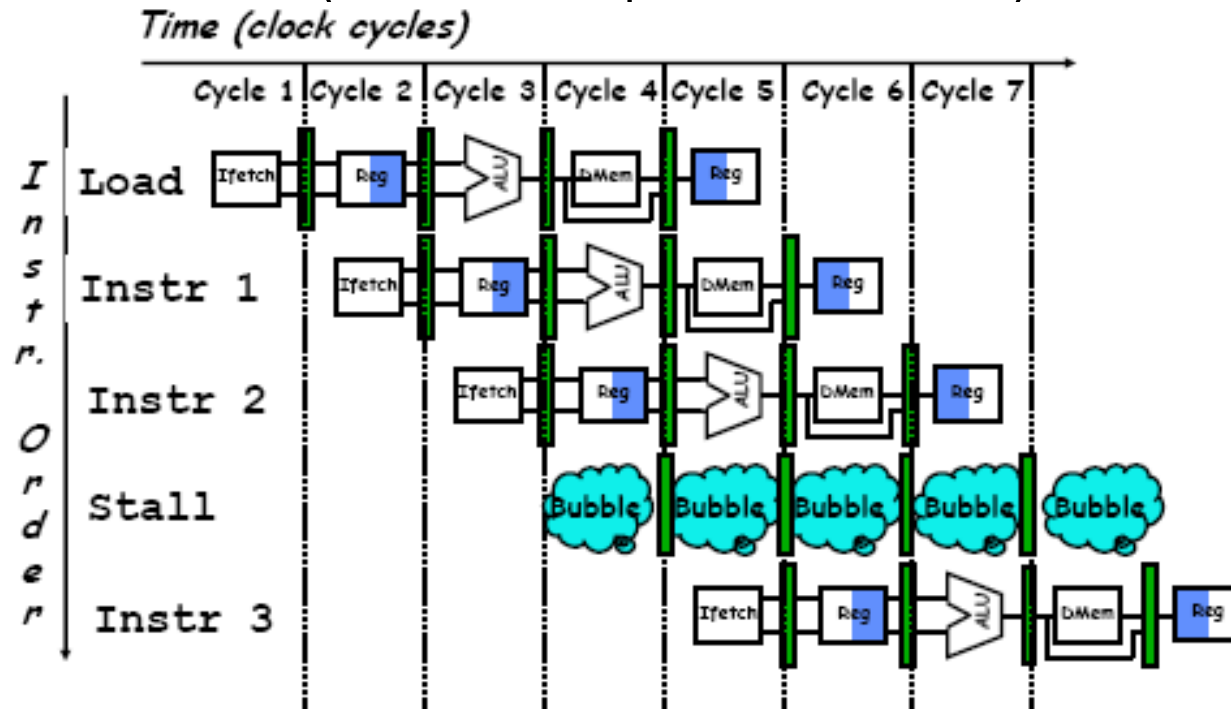 Time (clock cycles)
Cycle 1 Cycle 2 Cycle 3 Cycle 4 Cycle 5 Cycle 6 Cycle 7
Instr. Order
Load Ifetch Reg ALU DMem Reg
Instr 1 Ifetch Reg ALU DMem Reg
Instr 2 Ifetch Reg ALU DMem Reg
Stall Bubble Bubble Bubble Bubble Bubble
Instr 3 Ifetch Reg ALU DMem Reg